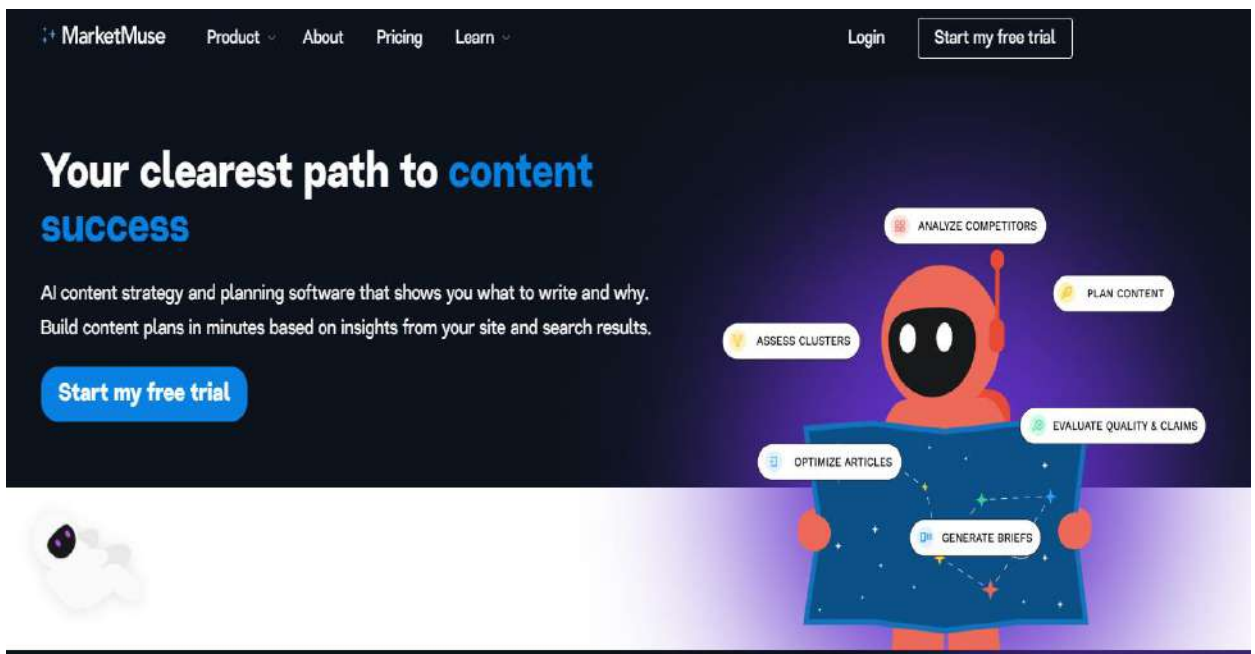 MarketMuse Product About Pricing Learn Login Start my free trial
Your clearest path to content
success
AI content strategy and planning software that shows you what to write and why.
Build content plans in minutes based on insights from your site and search results.
Start my free trial
ANALYZE COMPETITORS
PLAN CONTENT
ASSESS CLUSTERS
EVALUATE QUALITY & CLAIMS
OPTIMIZE ARTICLES
GENERATE BRIEFS